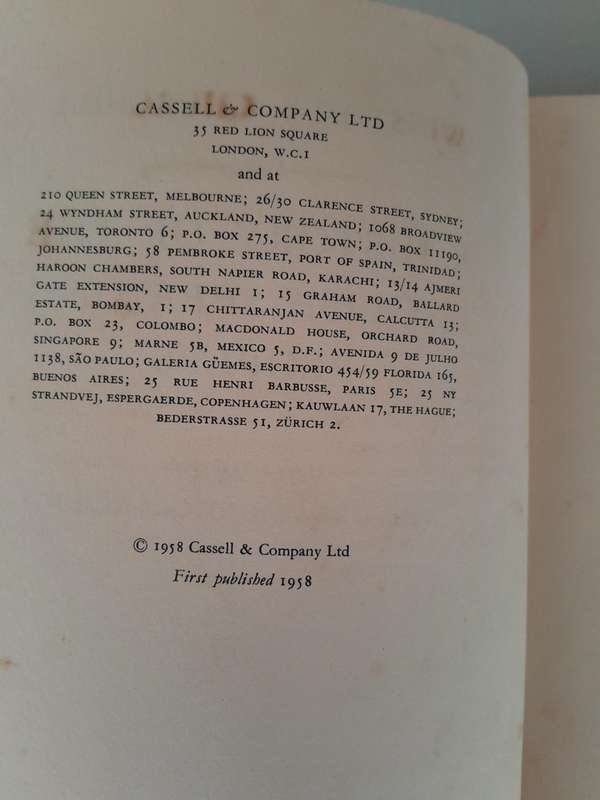 CASSELL & COMPANY LTD
35 RED LION SQUARE
LONDON, W.C.1
and at
210 QUEEN STREET, MELBOURNE; 26/30 CLARENCE STREET, SYDNEY;
24 WYNDHAM STREET, AUCKLAND, NEW ZEALAND; 1068 BROADVIEW
AVENUE, TORONTO 6; P.O. BOX 275, CAPE TOWN; P.O. BOX 11190,
JOHANNESBURG; 58 PEMBROKE STREET, PORT OF SPAIN, TRINIDAD;
HAROON CHAMBERS, SOUTH NAPIER ROAD, KARACHI; 13/14 AJMERI
GATE EXTENSION, NEW DELHI 1; 15 GRAHAM ROAD, BALLARD
ESTATE, BOMBAY, 1; 17 CHITTARANJAN AVENUE, CALCUTTA 13;
P.O. BOX 23, COLOMBO; MACDONALD HOUSE, ORCHARD ROAD,
SINGAPORE 9; MARNE 5B, MEXICO 5, D.F.; AVENIDA 9 DE JULHO
1138, SÃO PAULO; GALERIA GÜEMES, ESCRITORIO 454/59 FLORIDA 165,
BUENOS AIRES; 25 RUE HENRI BARBUSSE, PARIS 5E; 25 NY
STRANDVEJ, ESPERGAERDE, COPENHAGEN; KAUWLAAN 17, THE HAGUE;
BEDERSTRASSE 51, ZÜRICH 2.
© 1958 Cassell & Company Ltd
First published 1958